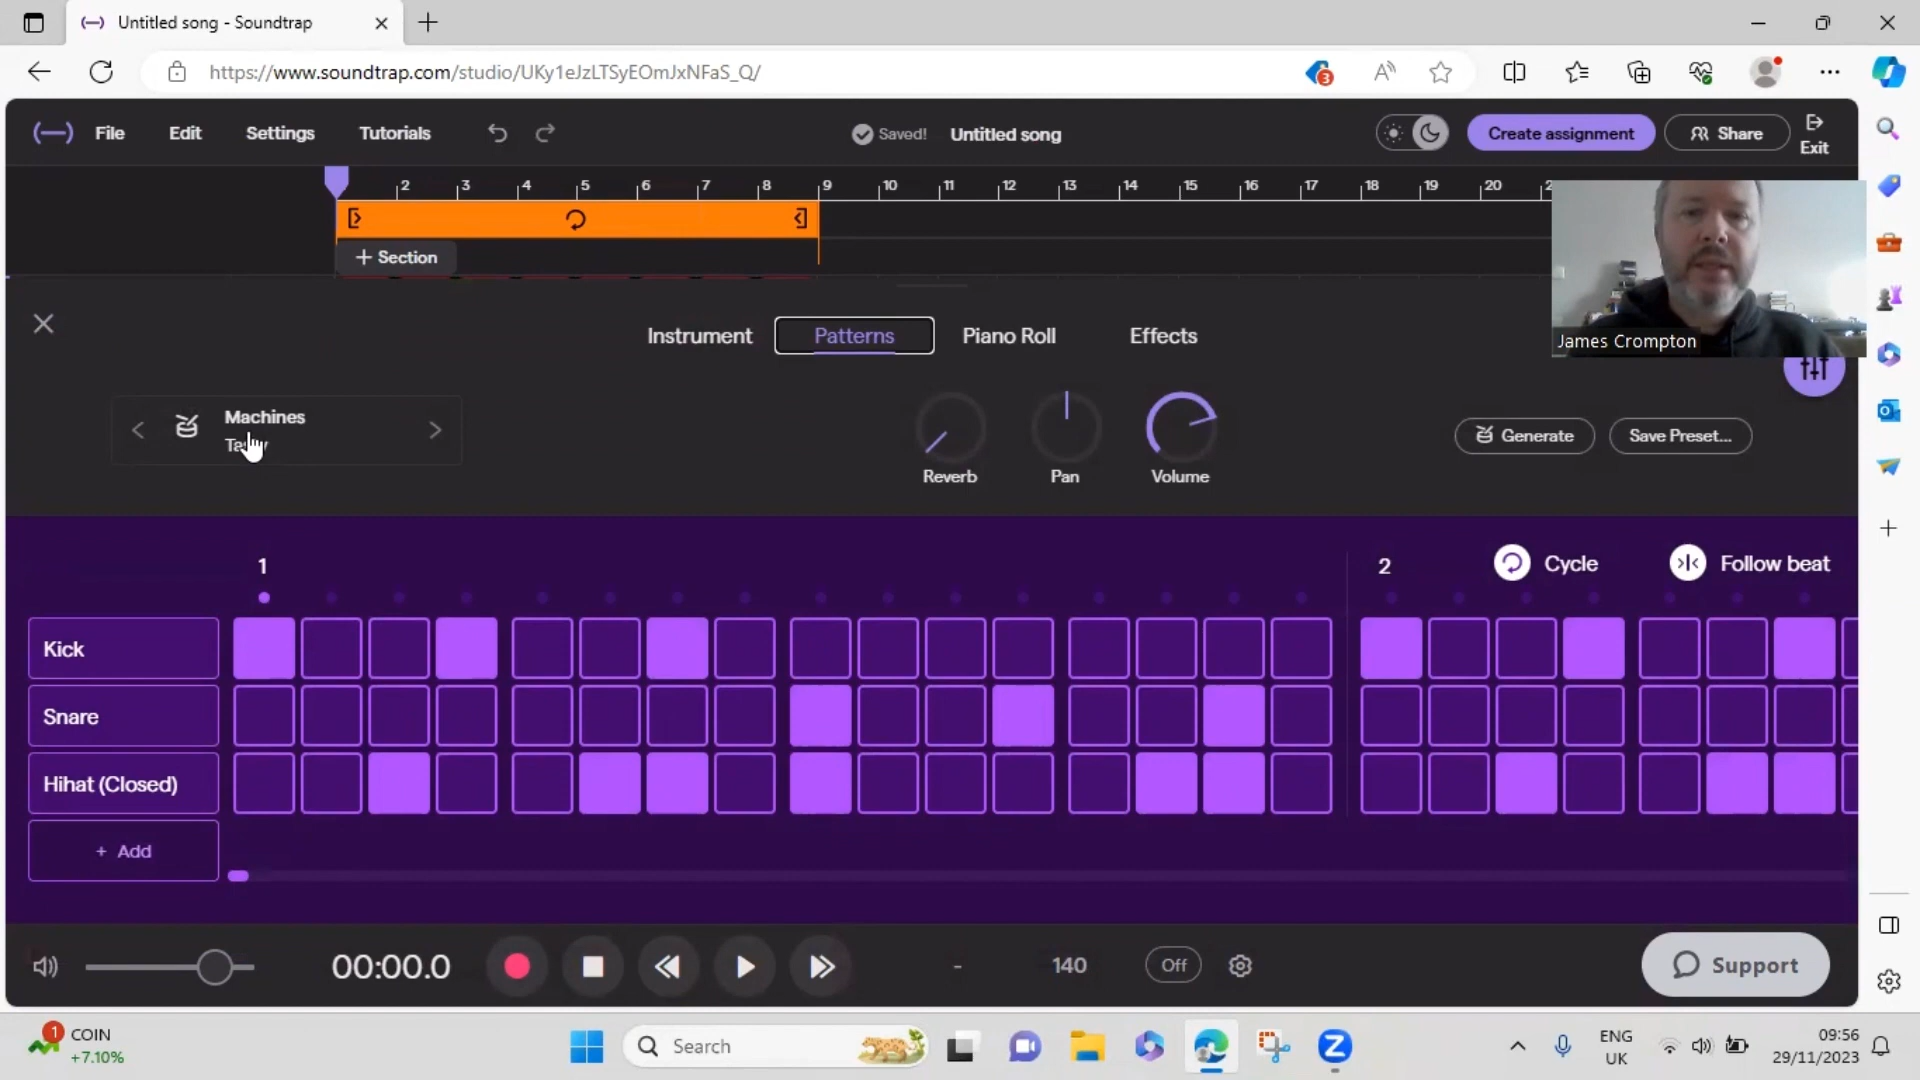 Untitled song - Soundtrap
https://www.soundtrap.com/studio/UKy1eJzLTSyEOmJxNFaS_Q/
3
File Edit Settings Tutorials Saved! Untitled song Create assignment Share Exit
2 3 4 5 6 7 8 9 10 11 12 13 14 15 16 17 18 19 20
+ Section
James Crompton
Instrument Patterns Piano Roll Effects
Machines
Reverb Pan Volume
Generate Save Preset...
1 2 Cycle Follow beat
Kick
Snare
Hihat (Closed)
+ Add
00:00.0 - 140 Off Support
1 COIN
+7.10%
Search
ENG
UK
09:56
29/11/2023